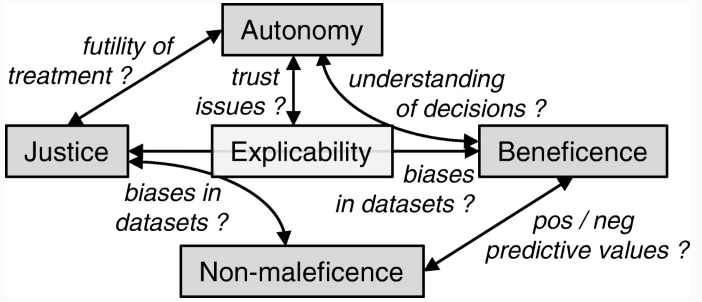 Autonomy
futility of
treatment ?
trust
issues ?
understanding
of decisions ?
Justice
Explicability
Beneficence
biases in
datasets ?
biases
in datasets ?
pos / neg
predictive values ?
Non-maleficence